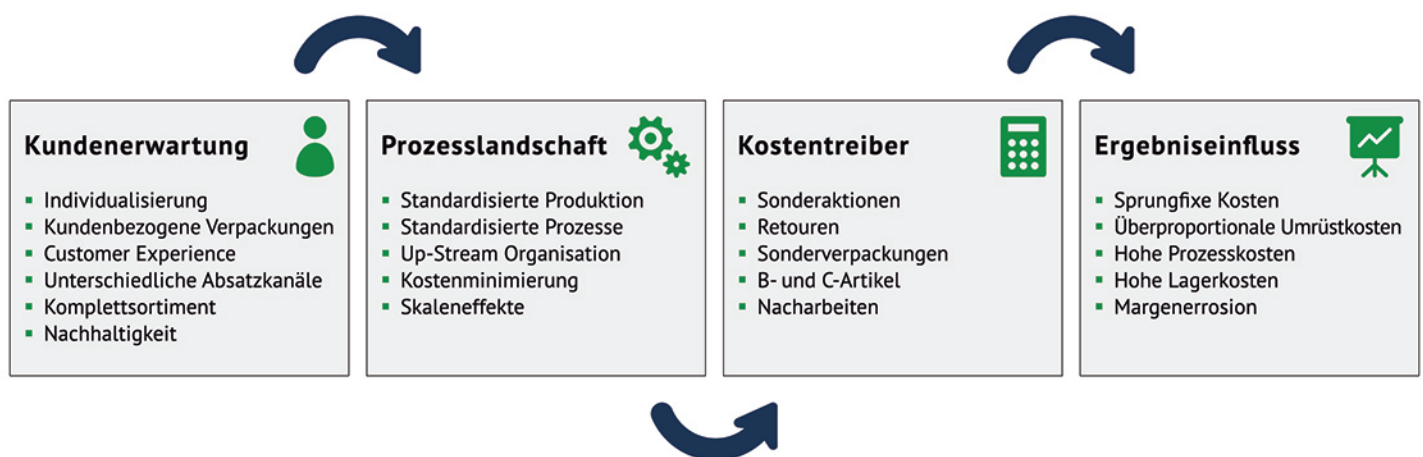 Kundenerwartung
Individualisierung
Kundenbezogene Verpackungen
Customer Experience
Unterschiedliche Absatzkanäle
Komplettsortiment
Nachhaltigkeit
Prozesslandschaft
Standardisierte Produktion
Standardisierte Prozesse
Up-Stream Organisation
Kostenminimierung
Skaleneffekte
Kostentreiber
Sonderaktionen
Retouren
Sonderverpackungen
B- und C-Artikel
Nacharbeiten
Ergebniseinfluss
Sprungfixe Kosten
Überproportionale Umrüstkosten
Hohe Prozesskosten
Hohe Lagerkosten
Margenerrosion